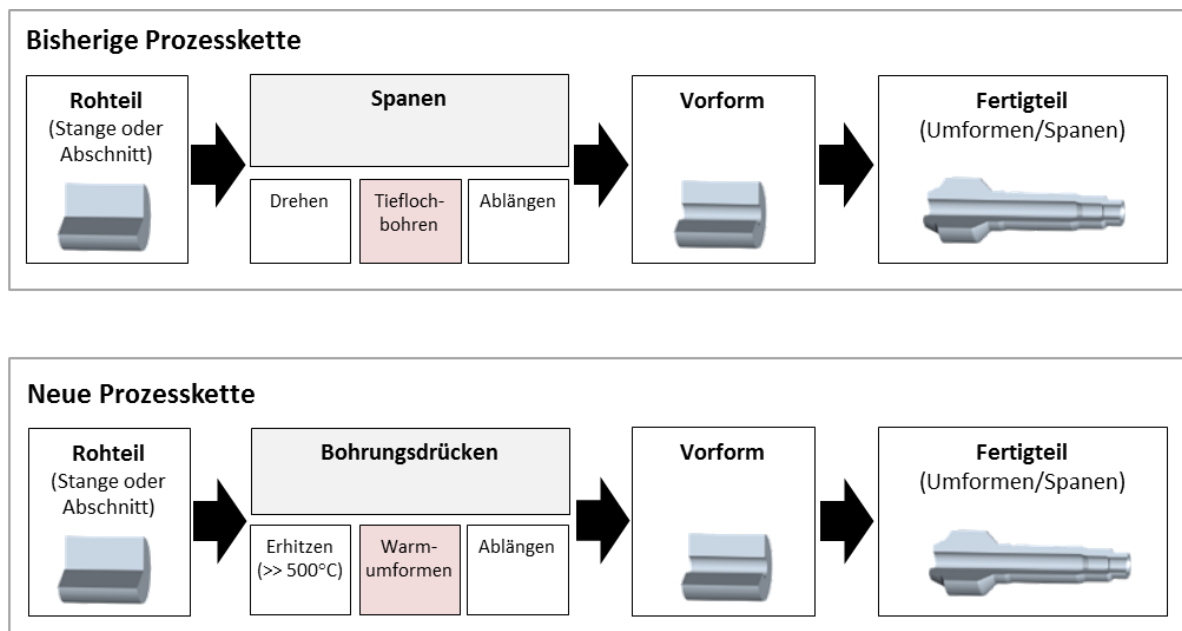 Bisherige Prozesskette
Rohteil
(Stange oder
Abschnitt)
Spanen
Drehen
Tiefloch-
bohren
Ablängen
Vorform
Fertigteil
(Umformen/Spanen)
Neue Prozesskette
Rohteil
(Stange oder
Abschnitt)
Bohrungsdrücken
Erhitzen
(>> 500°C)
Warm-
umformen
Ablängen
Vorform
Fertigteil
(Umformen/Spanen)